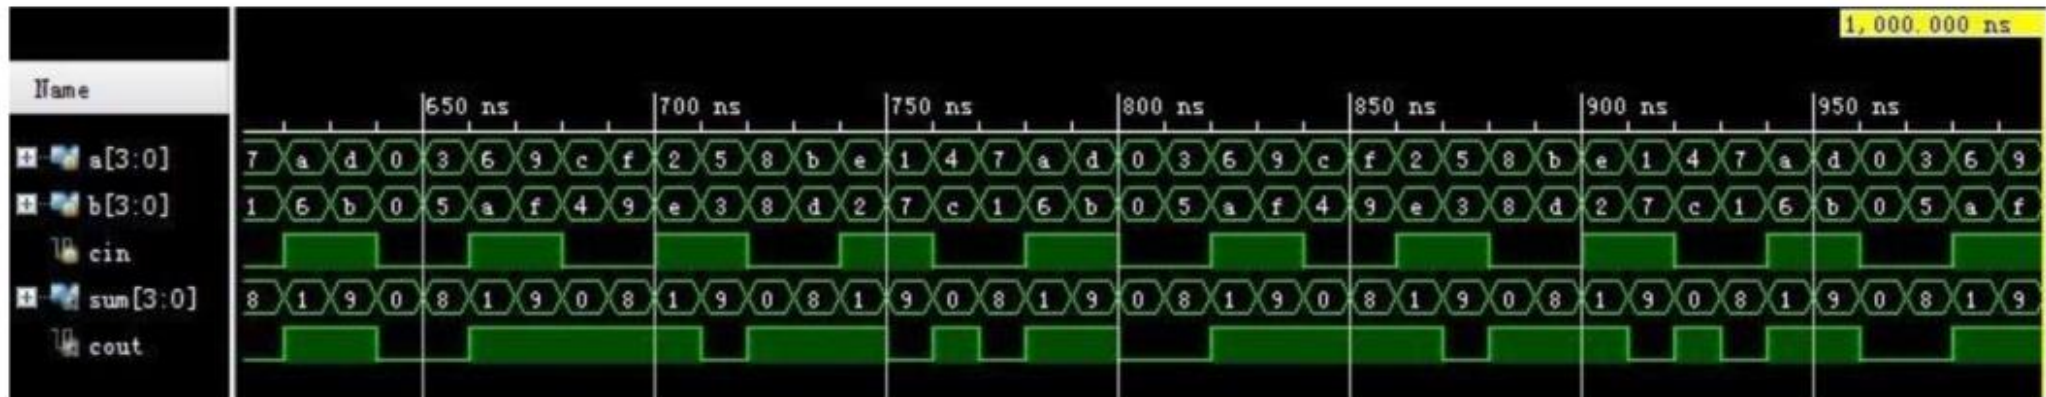 1,000.000 ns
Name
650 ns 700 ns 750 ns 800 ns 850 ns 900 ns 950 ns
a[3:0] 7 a d 0 3 6 9 c f 2 5 8 b e 1 4 7 a d 0 3 6 9 c f 2 5 8 b e 1 4 7 a d 0 3 6 9
b[3:0] 1 6 b 0 5 a f 4 9 e 3 8 d 2 7 c 1 6 b 0 5 a f 4 9 e 3 8 d 2 7 c 1 6 b 0 5 a f
cin
sum[3:0] 8 1 9 0 8 1 9 0 8 1 9 0 8 1 9 0 8 1 9 0 8 1 9 0 8 1 9 0 8 1 9 0 8 1 9 0 8 1 9
cout